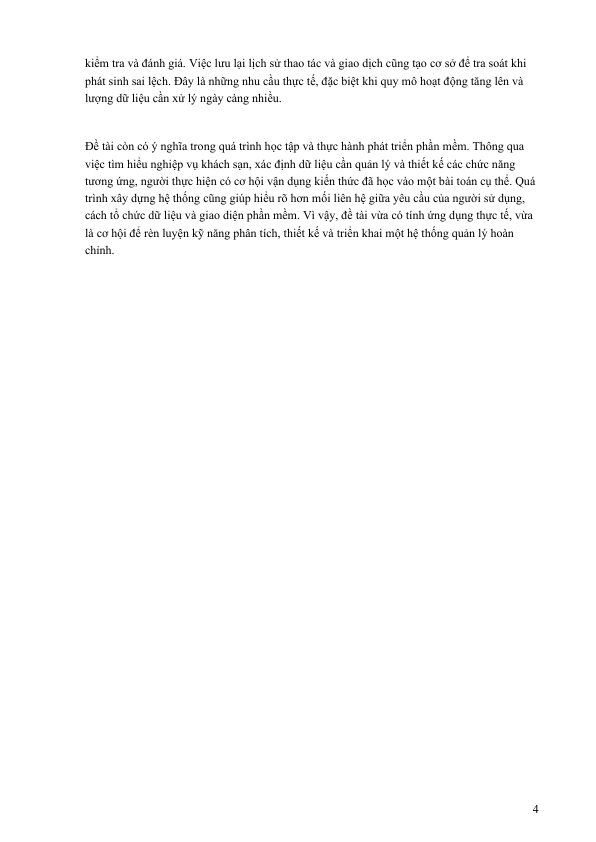 kiểm tra và đánh giá. Việc lưu lại lịch sử thao tác và giao dịch cũng tạo cơ sở để tra soát khi
phát sinh sai lệch. Đây là những nhu cầu thực tế, đặc biệt khi quy mô hoạt động tăng lên và
lượng dữ liệu cần xử lý ngày càng nhiều.
Đề tài còn có ý nghĩa trong quá trình học tập và thực hành phát triển phần mềm. Thông qua
việc tìm hiểu nghiệp vụ khách sạn, xác định dữ liệu cần quản lý và thiết kế các chức năng
tương ứng, người thực hiện có cơ hội vận dụng kiến thức đã học vào một bài toán cụ thể. Quá
trình xây dựng hệ thống cũng giúp hiểu rõ hơn mối liên hệ giữa yêu cầu của người sử dụng,
cách tổ chức dữ liệu và giao diện phần mềm. Vì vậy, đề tài vừa có tính ứng dụng thực tế, vừa
là cơ hội để rèn luyện kỹ năng phân tích, thiết kế và triển khai một hệ thống quản lý hoàn
chỉnh.
4